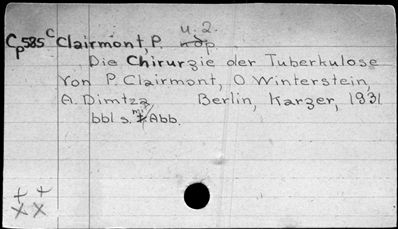 u. 2.
Cp585c Clairmont, P.
Die Chirurgie der Tuberkulose
von P. Clairmont, O. Winterstein,
A. Dimtza Berlin, Karger, 1931
bbl s. mit Abb.